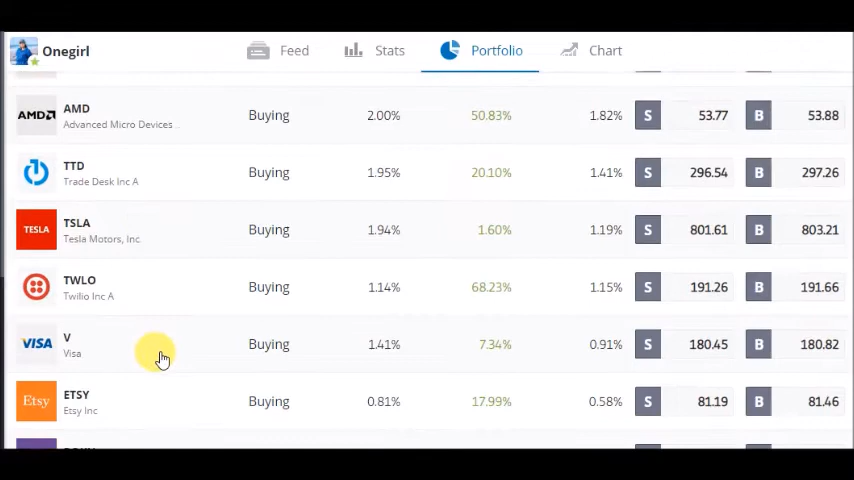 Onegirl Feed Stats Portfolio Chart
AMD AMD Buying 2.00% 50.83% 1.82% S 53.77 B 53.88
Advanced Micro Devices ..
TTD Buying 1.95% 20.10% 1.41% S 296.54 B 297.26
Trade Desk Inc A
TESLA TSLA Buying 1.94% 1.60% 1.19% S 801.61 B 803.21
Tesla Motors, Inc.
TWLO Buying 1.14% 68.23% 1.15% S 191.26 B 191.66
Twilio Inc A
VISA V Buying 1.41% 7.34% 0.91% S 180.45 B 180.82
Visa
Etsy ETSY Buying 0.81% 17.99% 0.58% S 81.19 B 81.46
Etsy Inc